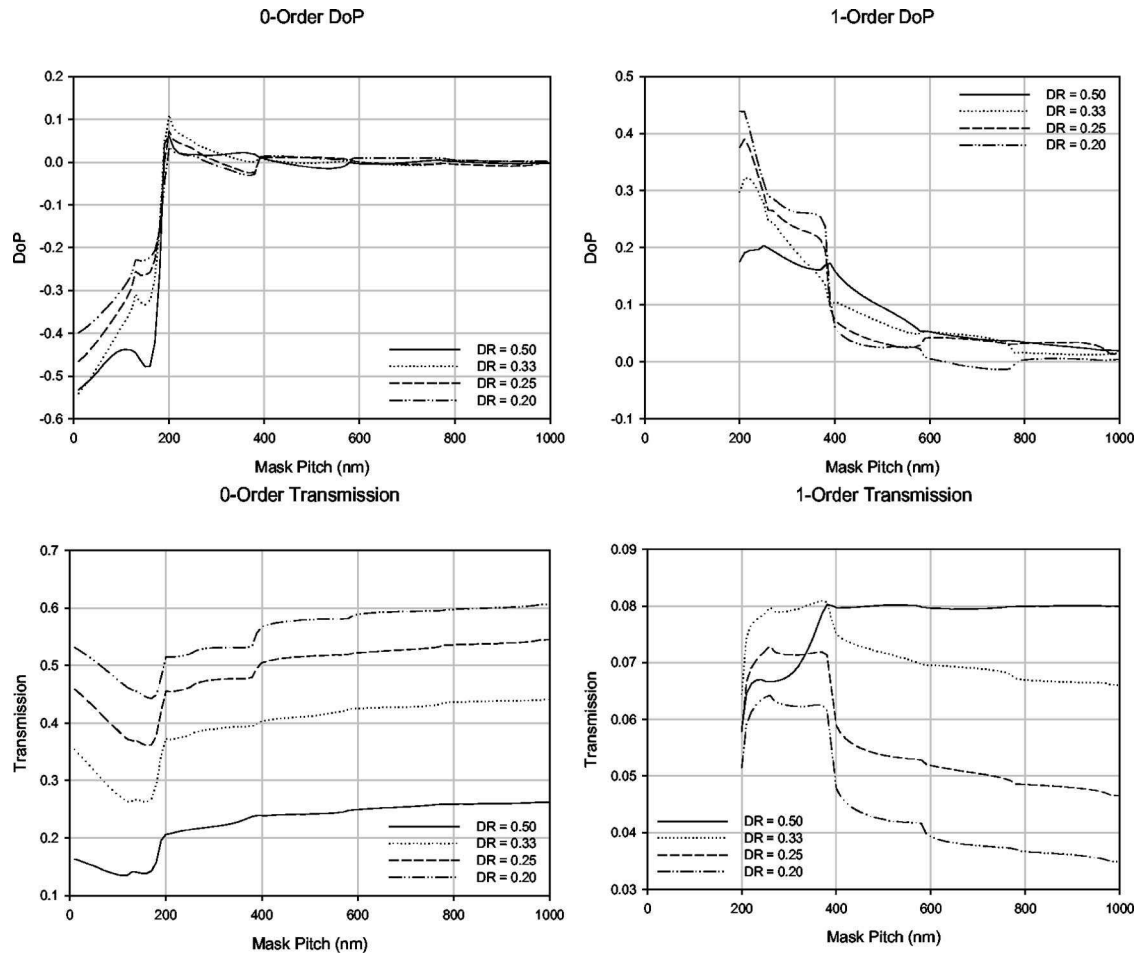 0-Order DoP
DoP
0.2
0.1
0.0
-0.1
-0.2
-0.3
-0.4
-0.5
-0.6
DR = 0.50
DR = 0.33
DR = 0.25
DR = 0.20
0 200 400 600 800 1000
Mask Pitch (nm)
1-Order DoP
DoP
0.5
0.4
0.3
0.2
0.1
0.0
-0.1
DR = 0.50
DR = 0.33
DR = 0.25
DR = 0.20
0 200 400 600 800 1000
Mask Pitch (nm)
0-Order Transmission
Transmission
0.7
0.6
0.5
0.4
0.3
0.2
0.1
DR = 0.50
DR = 0.33
DR = 0.25
DR = 0.20
0 200 400 600 800 1000
Mask Pitch (nm)
1-Order Transmission
Transmission
0.09
0.08
0.07
0.06
0.05
0.04
0.03
DR = 0.50
DR = 0.33
DR = 0.25
DR = 0.20
0 200 400 600 800 1000
Mask Pitch (nm)